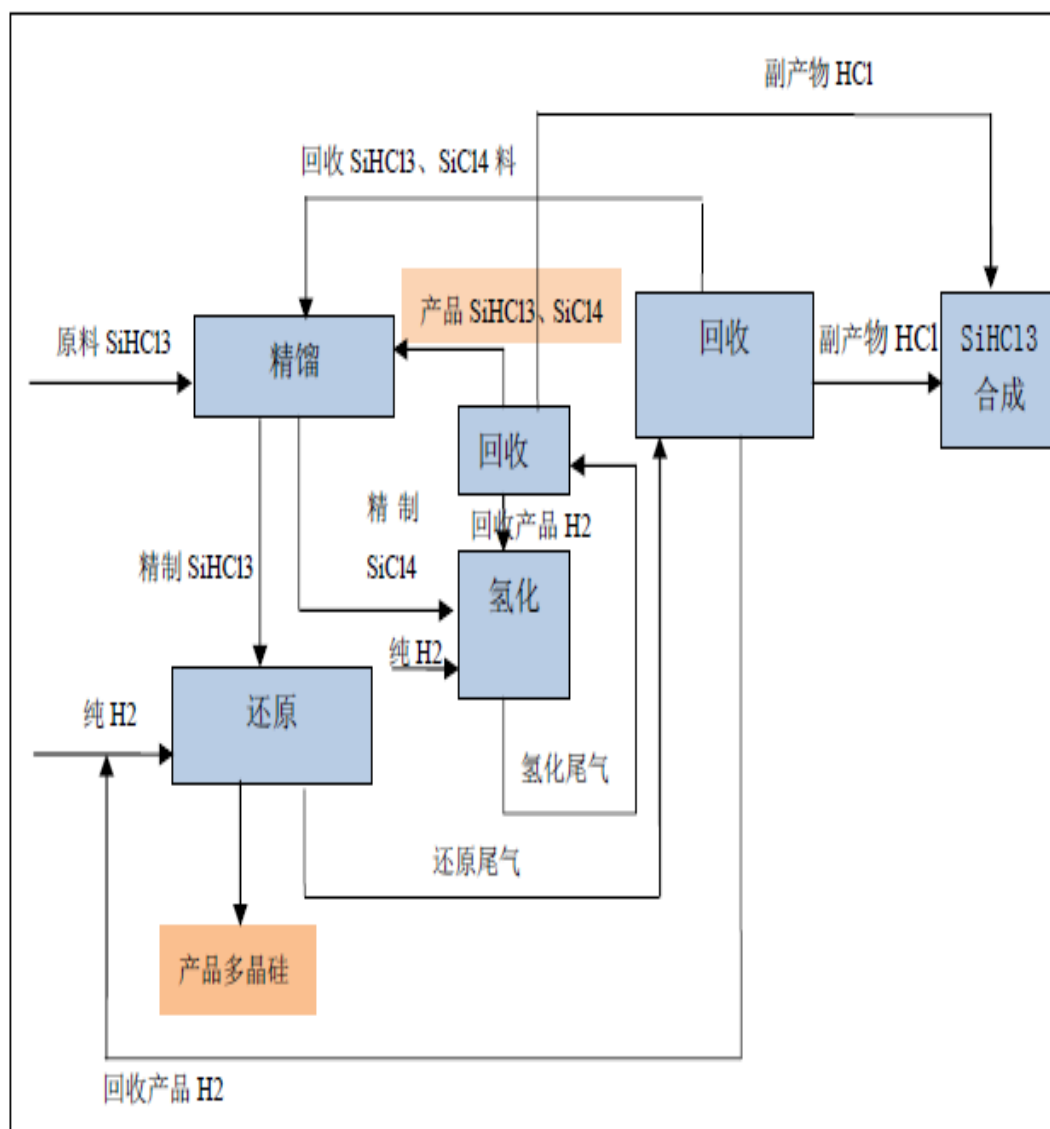 副产物 HCl
回收 SiHCl3、SiCl4 料
产品 SiHCl3、SiCl4
原料 SiHCl3
精馏
回收
副产物 HCl
SiHCl3
合成
回收
精 制
SiCl4
回收产品 H2
精制 SiHCl3
氢化
纯 H2
还原
纯 H2
氢化尾气
还原尾气
产品多晶硅
回收产品 H2